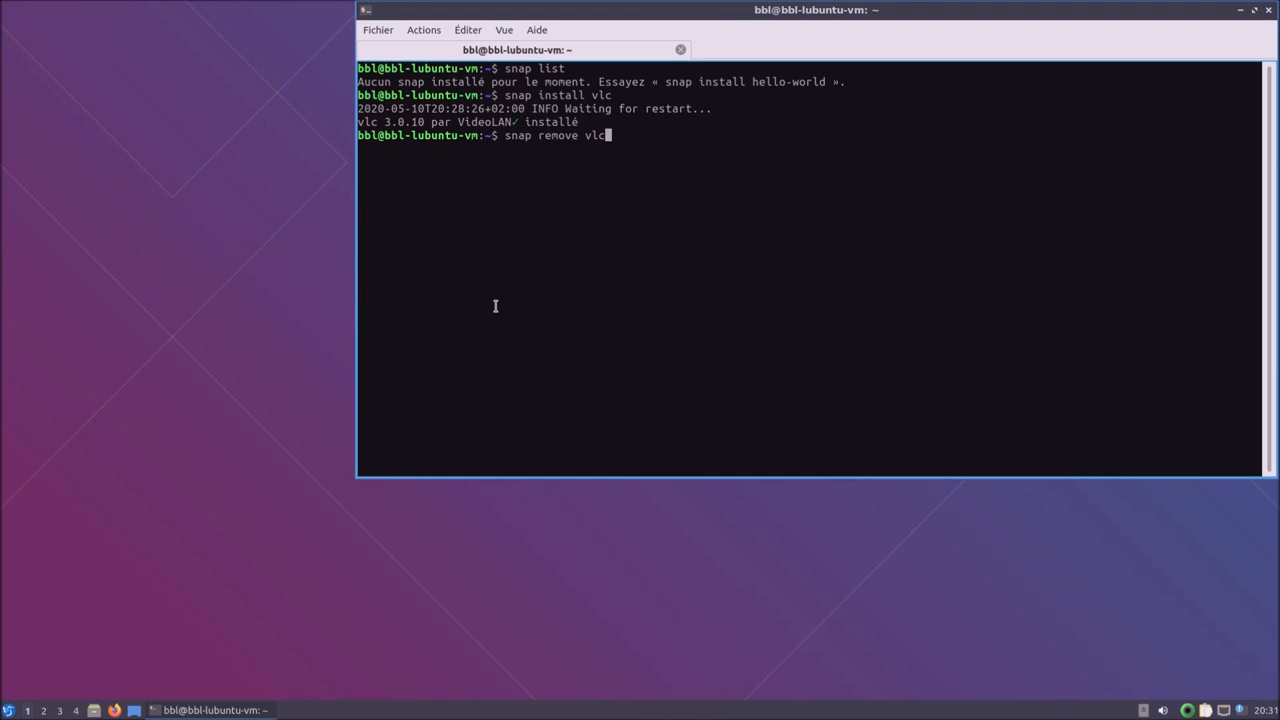 bbl@bbl-lubuntu-vm: ~
Fichier Actions Éditer Vue Aide
bbl@bbl-lubuntu-vm: ~
bbl@bbl-lubuntu-vm:~$ snap list
Aucun snap installé pour le moment. Essayez « snap install hello-world ».
bbl@bbl-lubuntu-vm:~$ snap install vlc
2020-05-10T20:28:26+02:00 INFO Waiting for restart...
vlc 3.0.10 par VideoLAN✓ installé
bbl@bbl-lubuntu-vm:~$ snap remove vlc
1 2 3 4 bbl@bbl-lubuntu-vm: ~ 20:31